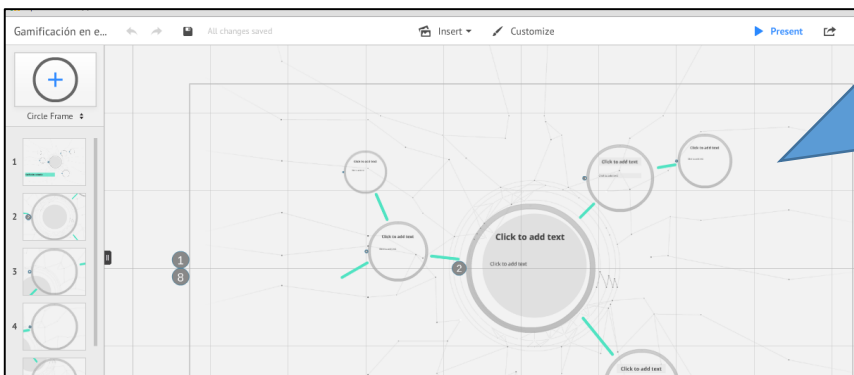 Gamificación en e...
All changes saved
Insert
Customize
Present
Circle Frame
1
2
3
4
1
8
2
Click to add text
Click to add text
Click to add text
Click to add text
Click to add text
Click to add text
Click to add text